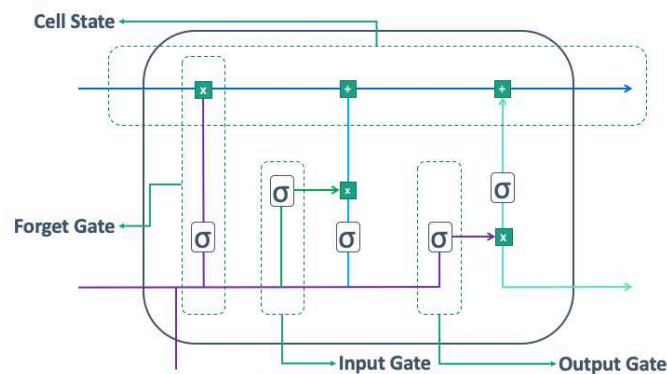 Cell State
x
+
+
σ
σ
x
Forget Gate
σ
σ
σ
x
Input Gate
Output Gate